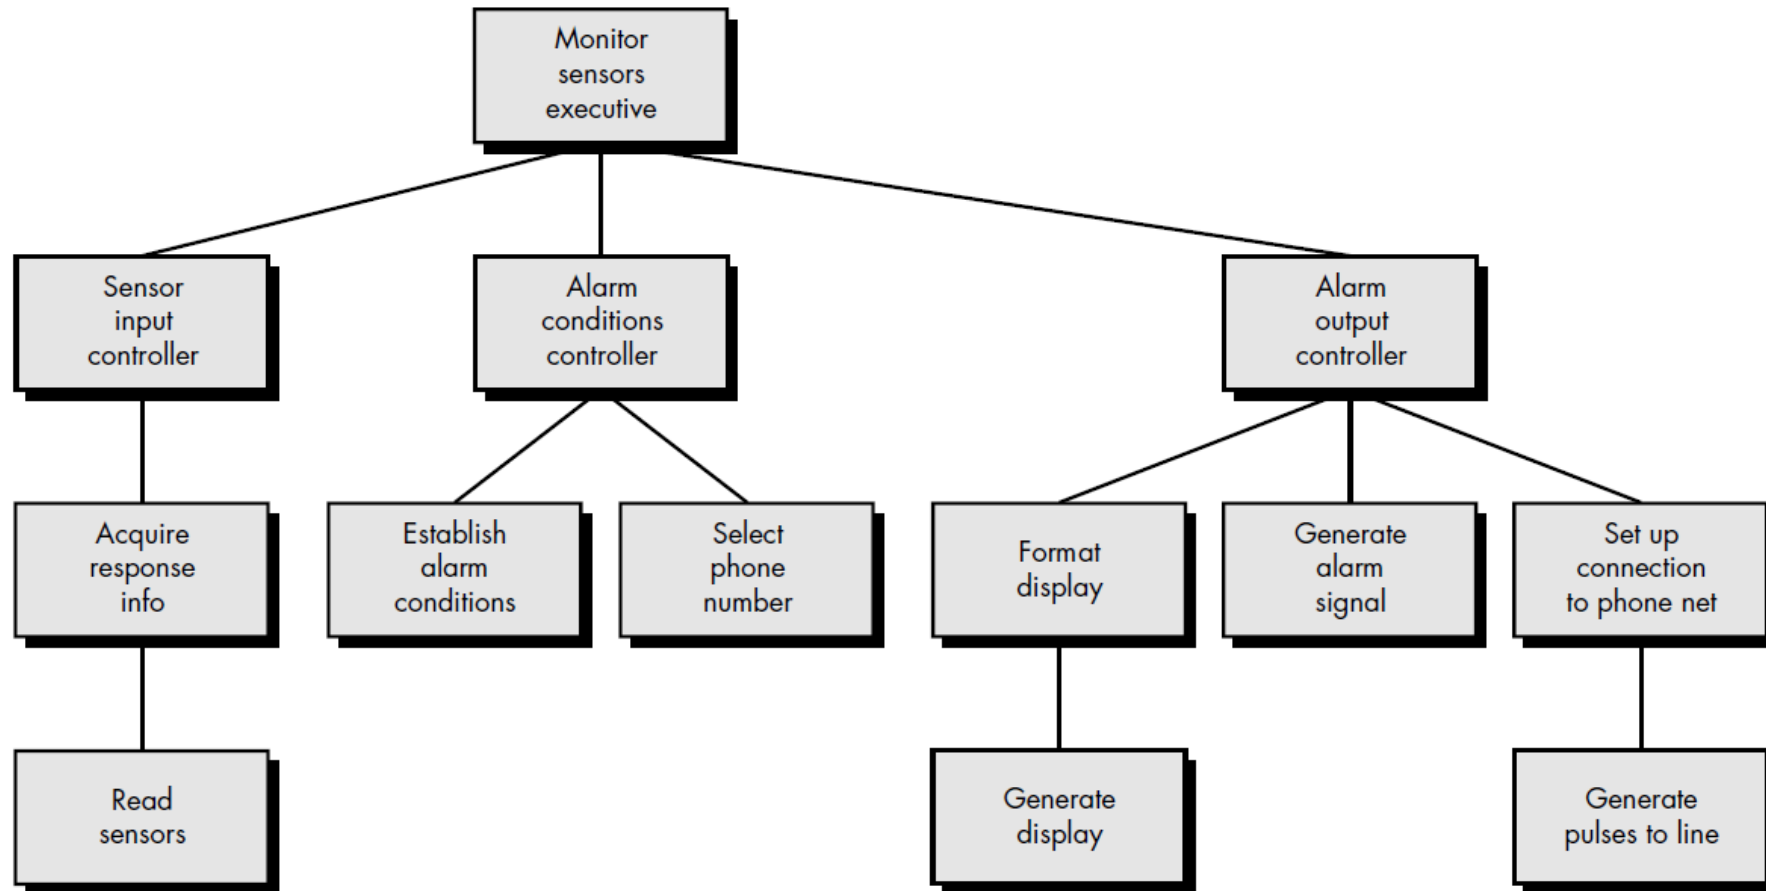 Monitor
sensors
executive
Sensor
input
controller
Alarm
conditions
controller
Alarm
output
controller
Acquire
response
info
Establish
alarm
conditions
Select
phone
number
Format
display
Generate
alarm
signal
Set up
connection
to phone net
Read
sensors
Generate
display
Generate
pulses to line